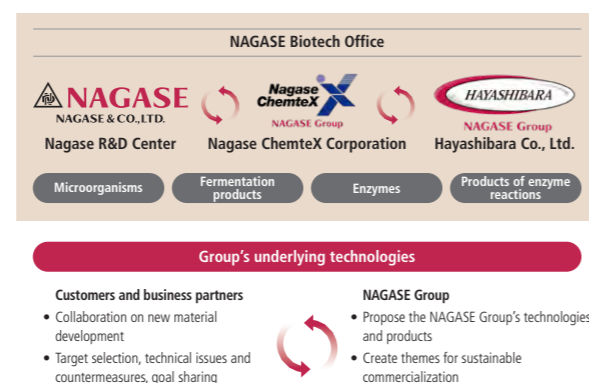 NAGASE Biotech Office
NAGASE
NAGASE & CO.,LTD.
Nagase R&D Center
Nagase
ChemteX
NAGASE Group
Nagase ChemteX Corporation
HAYASHIBARA
NAGASE Group
Hayashibara Co., Ltd.
Microorganisms
Fermentation
products
Enzymes
Products of enzyme
reactions
Group's underlying technologies
Customers and business partners
• Collaboration on new material
development
• Target selection, technical issues and
countermeasures, goal sharing
NAGASE Group
• Propose the NAGASE Group's technologies
and products
• Create themes for sustainable
commercialization